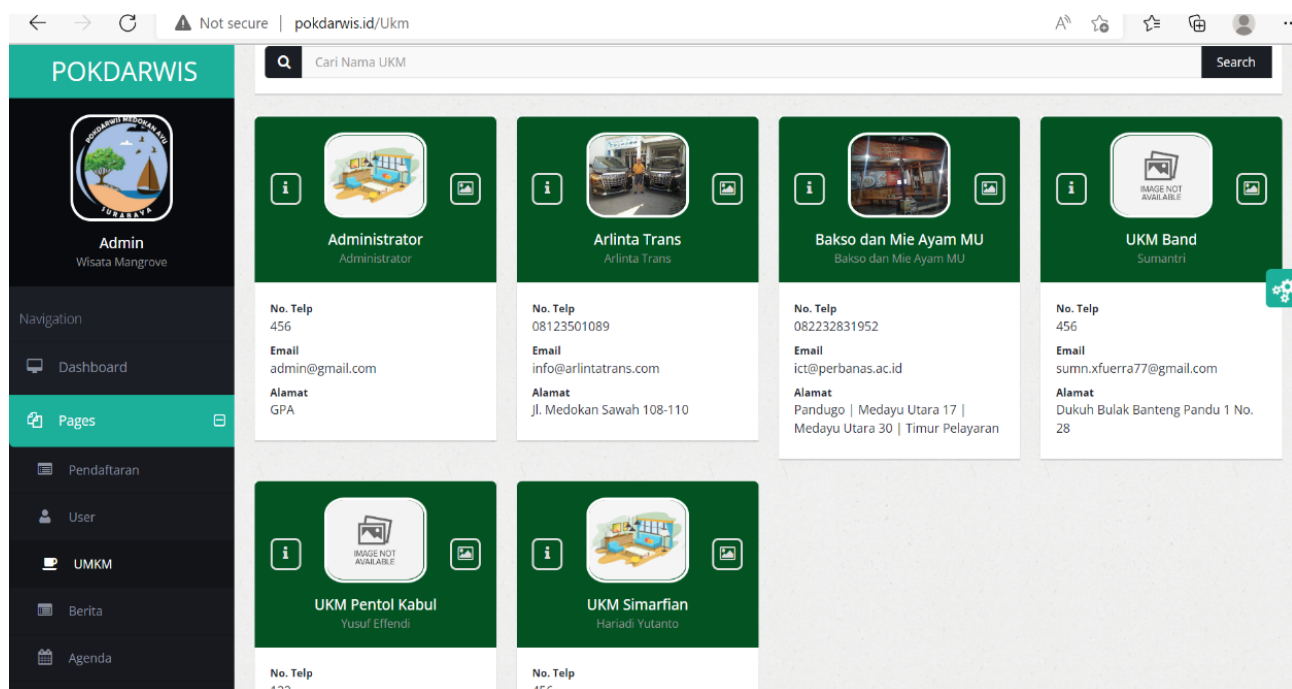 Not secure | pokdarwis.id/Ukm
POKDARWIS
POKDARWIS MEDOKAN AYU
SURABAYA
Admin
Wisata Mangrove
Navigation
Dashboard
Pages
Pendaftaran
User
UMKM
Berita
Agenda
Cari Nama UKM
Search
Administrator
Administrator
No. Telp
456
Email
admin@gmail.com
Alamat
GPA
Arlinta Trans
Arlinta Trans
No. Telp
08123501089
Email
info@arlintatrans.com
Alamat
Jl. Medokan Sawah 108-110
Bakso dan Mie Ayam MU
Bakso dan Mie Ayam MU
No. Telp
082232831952
Email
ict@perbanas.ac.id
Alamat
Pandugo | Medayu Utara 17 |
Medayu Utara 30 | Timur Pelayaran
IMAGE NOT
AVAILABLE
UKM Band
Sumantri
No. Telp
456
Email
sumn.xfuerra77@gmail.com
Alamat
Dukuh Bulak Banteng Pandu 1 No.
28
IMAGE NOT
AVAILABLE
UKM Pentol Kabul
Yusuf Effendi
No. Telp
UKM Simarfian
Hariadi Yutanto
No. Telp